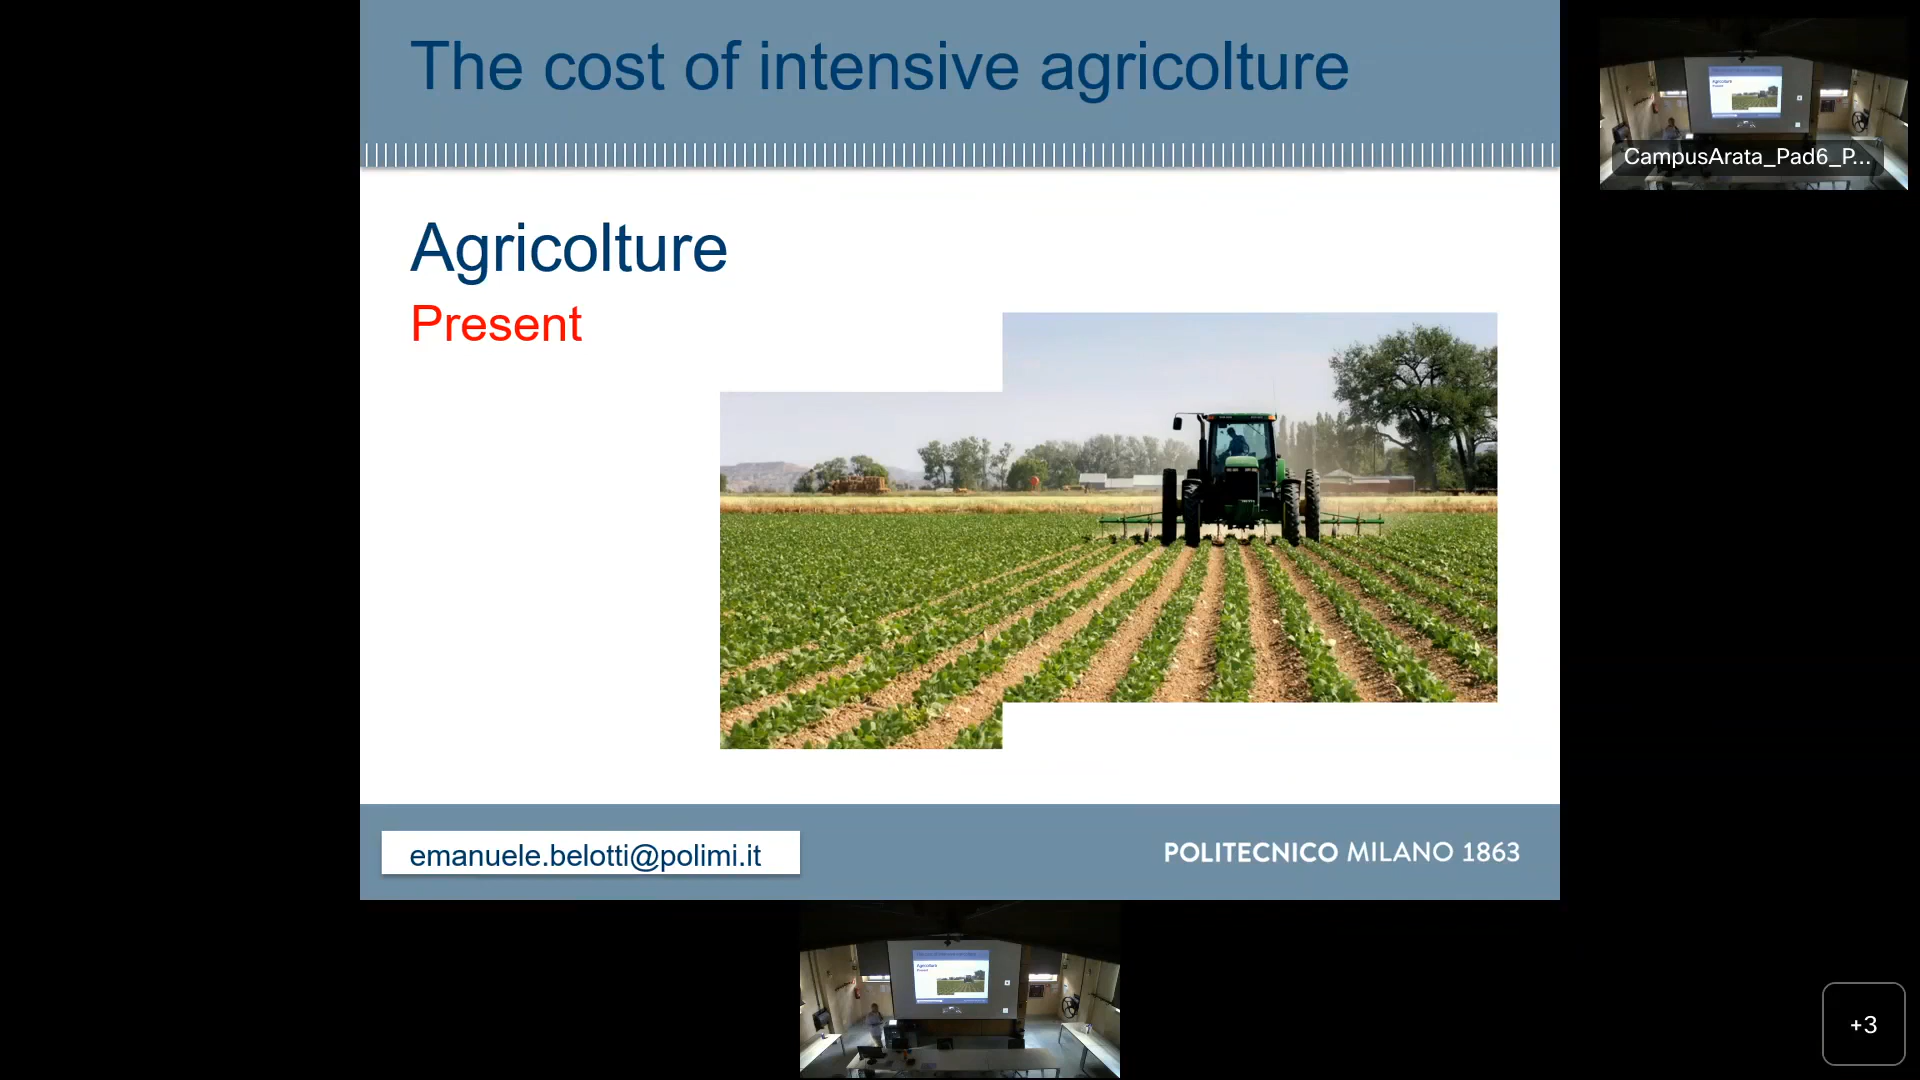 The cost of intensive agricolture
CampusArata_Pad6_P...
Agricolture
Present
emanuele.belotti@polimi.it
POLITECNICO MILANO 1863
+3